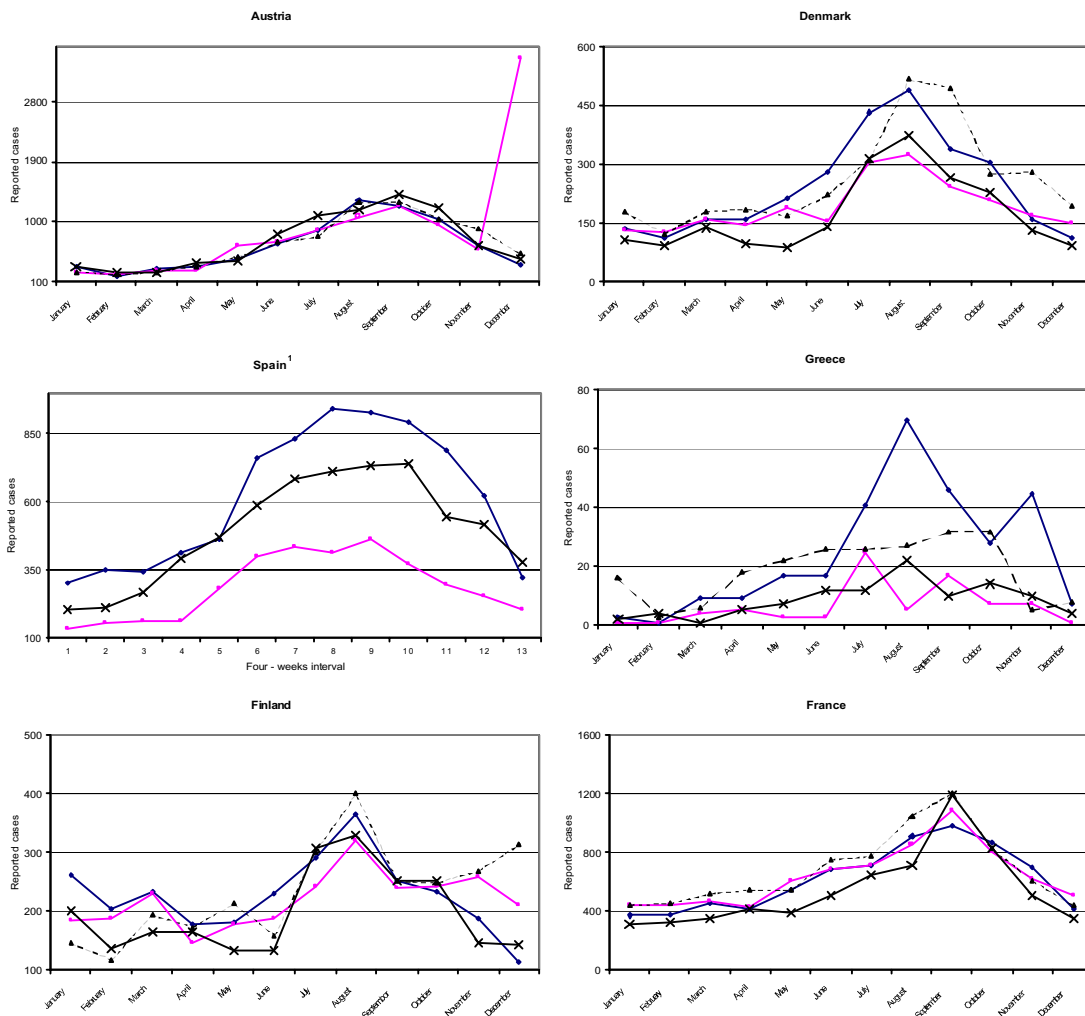 Austria
Reported cases
2800
1900
1000
100
January
February
March
April
May
June
July
August
September
October
November
December
Denmark
Reported cases
600
450
300
150
0
January
February
March
April
May
June
July
August
September
October
November
December
Spain1
Reported cases
850
600
350
100
1 2 3 4 5 6 7 8 9 10 11 12 13
Four - weeks interval
Greece
Reported cases
80
60
40
20
0
January
February
March
April
May
June
July
August
September
October
November
December
Finland
Reported cases
500
400
300
200
100
January
February
March
April
May
June
July
August
September
October
November
December
France
Reported cases
1600
1200
800
400
0
January
February
March
April
May
June
July
August
September
October
November
December